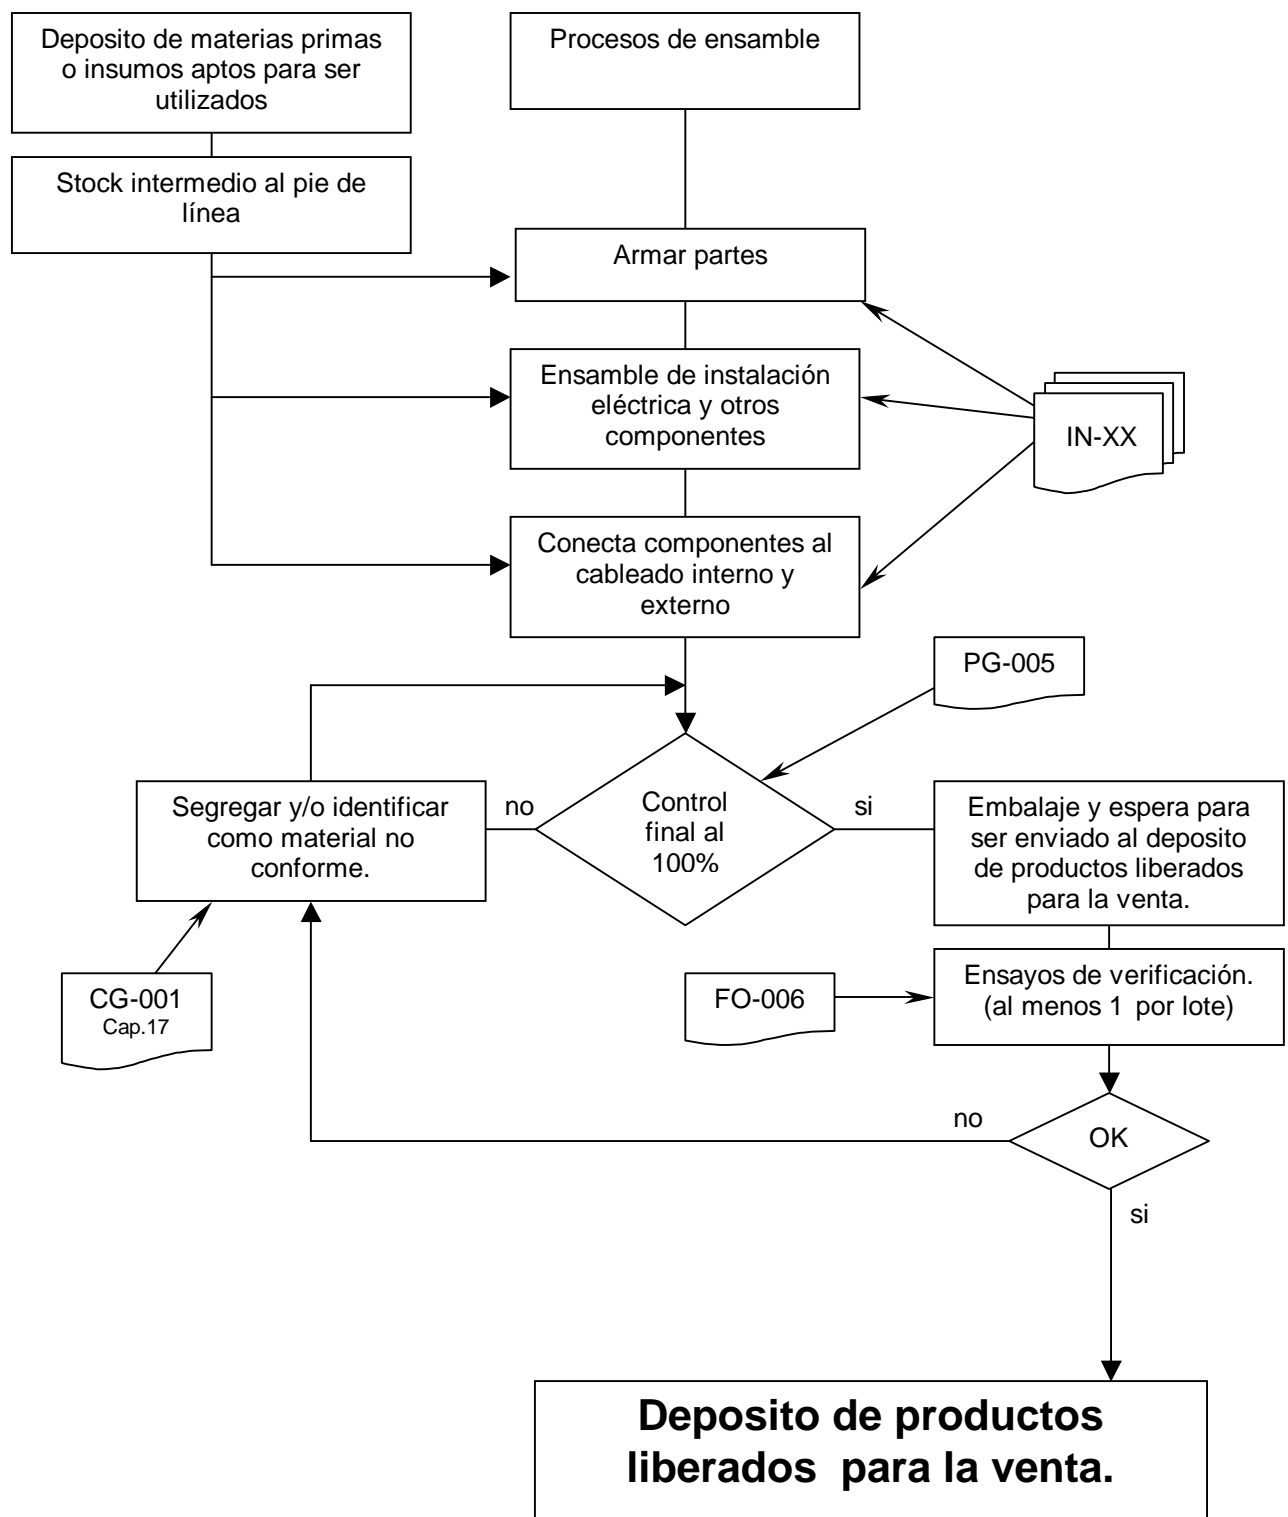 Deposito de materias primas
o insumos aptos para ser
utilizados
Procesos de ensamble
Stock intermedio al pie de
línea
Armar partes
Ensamble de instalación
eléctrica y otros
componentes
IN-XX
Conecta componentes al
cableado interno y
externo
PG-005
Segregar y/o identificar
como material no
conforme.
no
Control
final al
100%
si
Embalaje y espera para
ser enviado al deposito
de productos liberados
para la venta.
CG-001
Cap.17
FO-006
Ensayos de verificación.
(al menos 1 por lote)
no
OK
si
Deposito de productos
liberados para la venta.